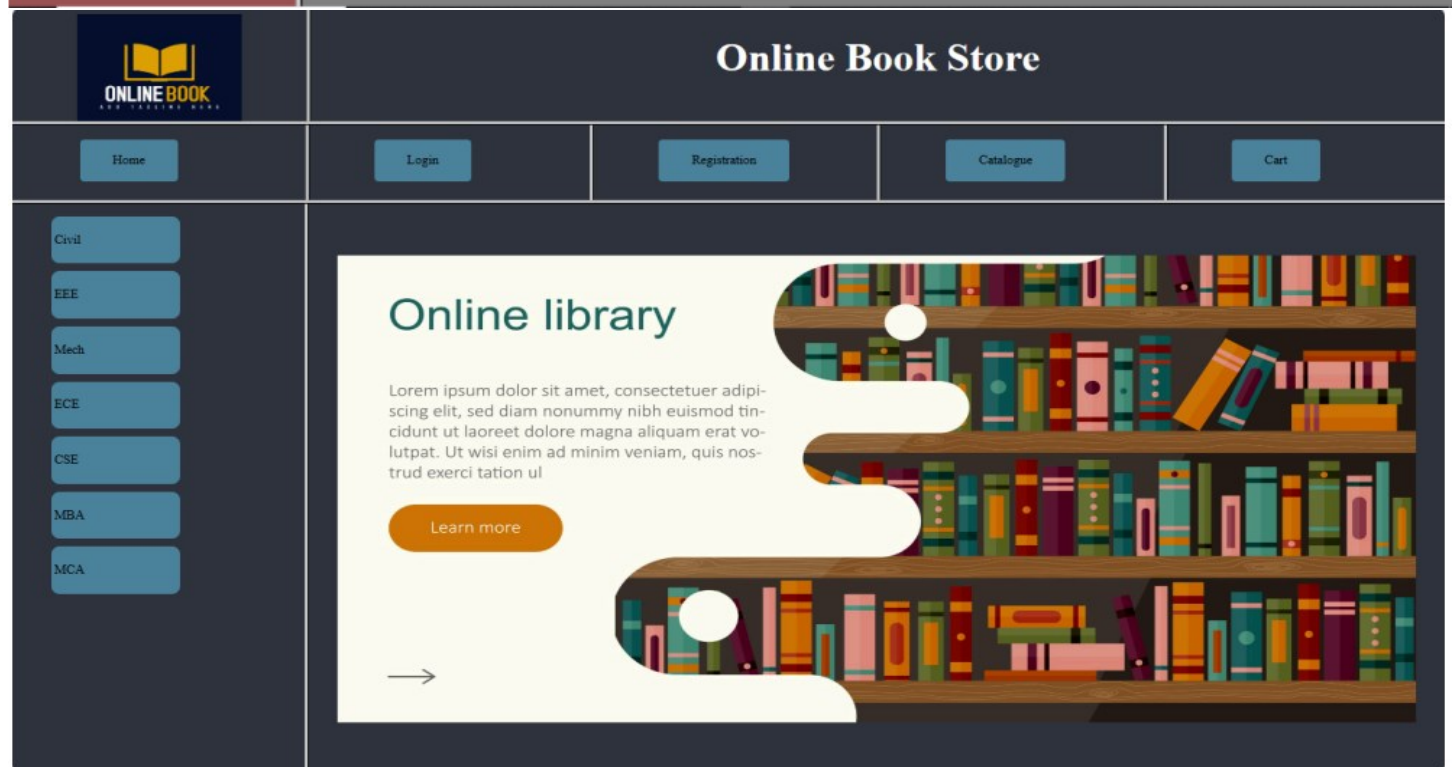 ONLINE BOOK
Online Book Store
Home
Login
Registration
Catalogue
Cart
Civil
EEE
Mech
ECE
CSE
MBA
MCA
Online library
Lorem ipsum dolor sit amet, consectetuer adipi-
scing elit, sed diam nonummy nibh euismod tin-
cidunt ut laoreet dolore magna aliquam erat vo-
lutpat. Ut wisi enim ad minim veniam, quis nos-
trud exerci tation ul
Learn more